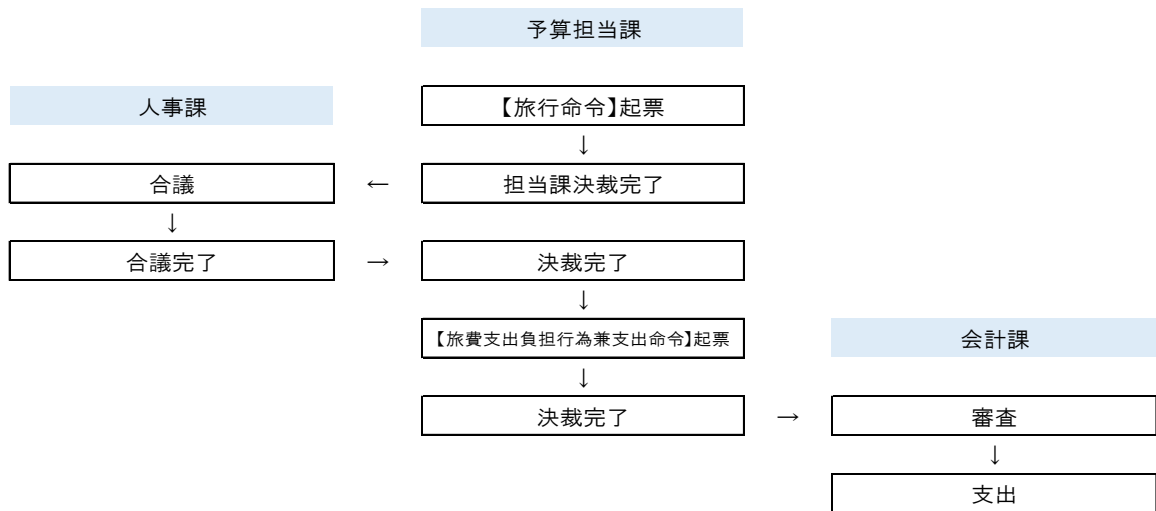 予算担当課
人事課
【旅行命令】起票
↓
合議 ← 担当課決裁完了
↓
合議完了 → 決裁完了
↓
【旅費支出負担行為兼支出命令】起票
会計課
↓
決裁完了 → 審査
↓
支出